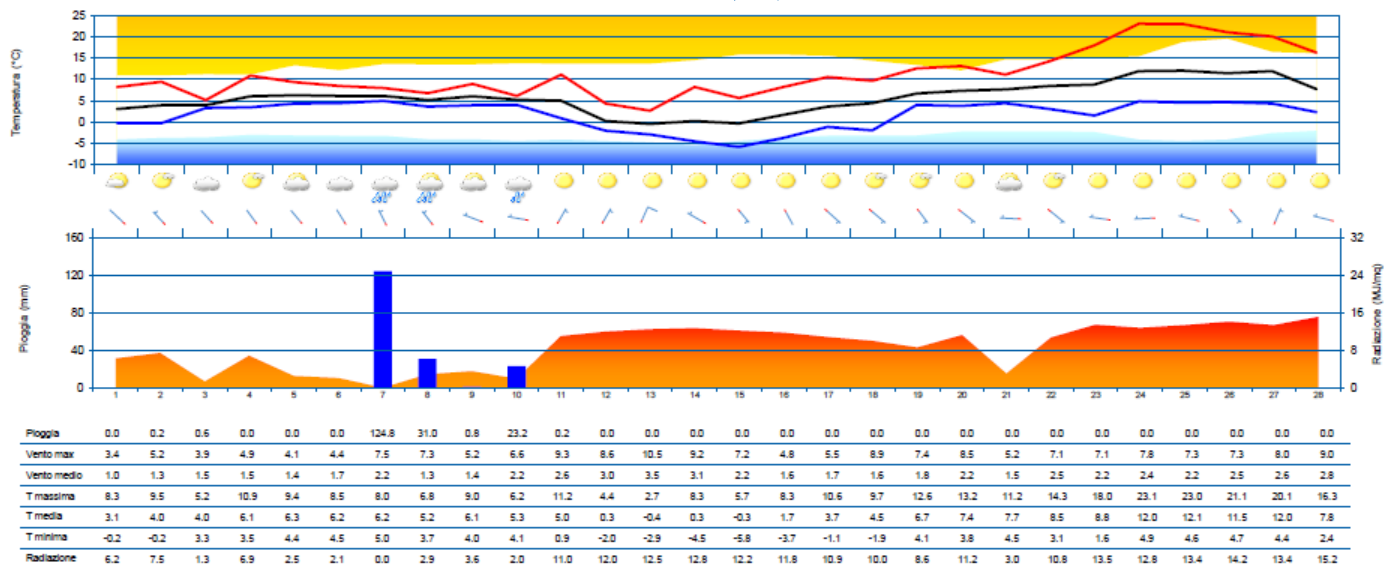 25
20
15
10
5
0
-5
-10
Temperatura (°C)
160
120
80
40
0
Pioggia (mm)
32
24
16
8
0
Radiazione (MJ/mq)
1 2 3 4 5 6 7 8 9 10 11 12 13 14 15 16 17 18 19 20 21 22 23 24 25 26 27 28
Pioggia 0.0 0.2 0.6 0.0 0.0 0.0 124.8 31.0 0.8 23.2 0.2 0.0 0.0 0.0 0.0 0.0 0.0 0.0 0.0 0.0 0.0 0.0 0.0 0.0 0.0 0.0 0.0 0.0
Vento max 3.4 5.2 3.9 4.9 4.1 4.4 7.5 7.3 5.2 6.6 9.3 8.6 10.5 9.2 7.2 4.8 5.5 8.9 7.4 8.5 5.2 7.1 7.1 7.8 7.3 7.3 8.0 9.0
Vento medio 1.0 1.3 1.5 1.5 1.4 1.7 2.2 1.3 1.4 2.2 2.6 3.0 3.5 3.1 2.2 1.6 1.7 1.6 1.8 2.2 1.5 2.5 2.2 2.4 2.2 2.5 2.6 2.8
T massima 8.3 9.5 5.2 10.9 9.4 8.5 8.0 6.8 9.0 6.2 11.2 4.4 2.7 8.3 5.7 8.3 10.6 9.7 12.6 13.2 11.2 14.3 18.0 23.1 23.0 21.1 20.1 16.3
T media 3.1 4.0 4.0 6.1 6.3 6.2 6.2 5.2 6.1 5.3 5.0 0.3 -0.4 0.3 -0.3 1.7 3.7 4.5 6.7 7.4 7.7 8.5 8.8 12.0 12.1 11.5 12.0 7.8
T minima -0.2 -0.2 3.3 3.5 4.4 4.5 5.0 3.7 4.0 4.1 0.9 -2.0 -2.9 -4.5 -5.8 -3.7 -1.1 -1.9 4.1 3.8 4.5 3.1 1.6 4.9 4.6 4.7 4.4 2.4
Radiazione 6.2 7.5 1.3 6.9 2.5 2.1 0.0 2.9 3.6 2.0 11.0 12.0 12.5 12.8 12.2 11.8 10.9 10.0 8.6 11.2 3.0 10.8 13.5 12.8 13.4 14.2 13.4 15.2